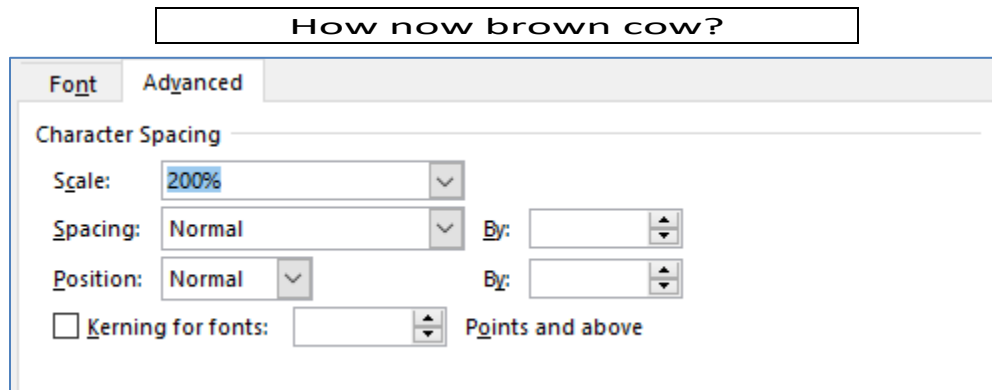 How now brown cow?
Font Advanced
Character Spacing
Scale: 200%
Spacing: Normal By:
Position: Normal By:
Kerning for fonts: Points and above